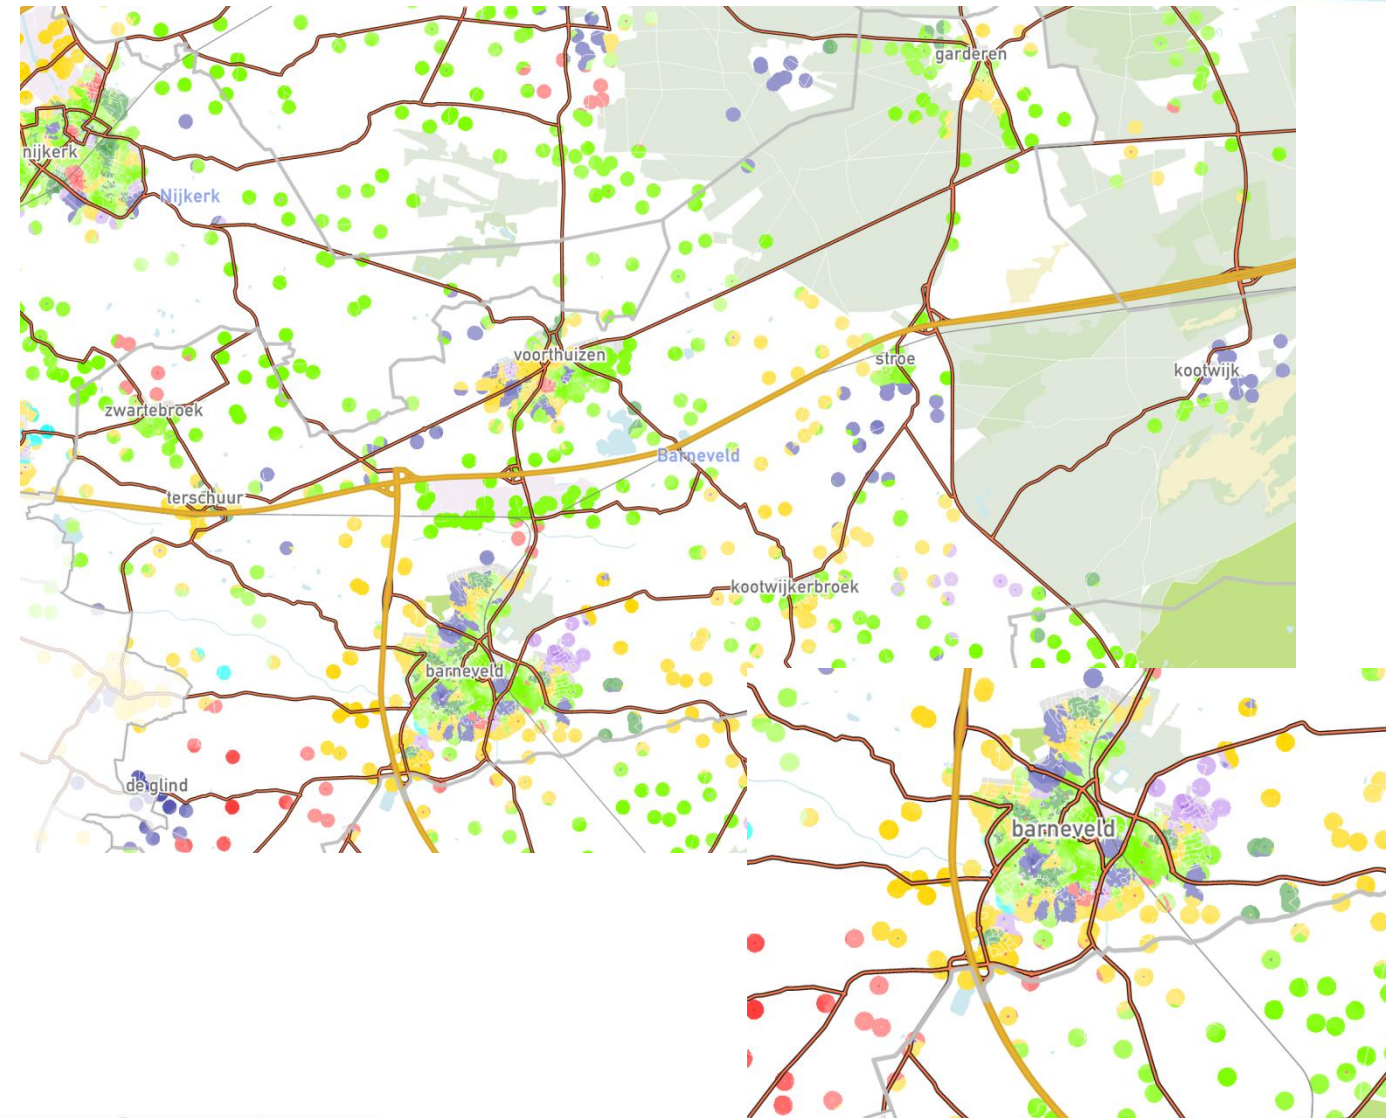 garderen
nijkerk
Nijkerk
voorthuizen
stroe
kootwijk
zwartebroek
Barneveld
terschuur
kootwijkerbroek
barneveld
de glind
barneveld